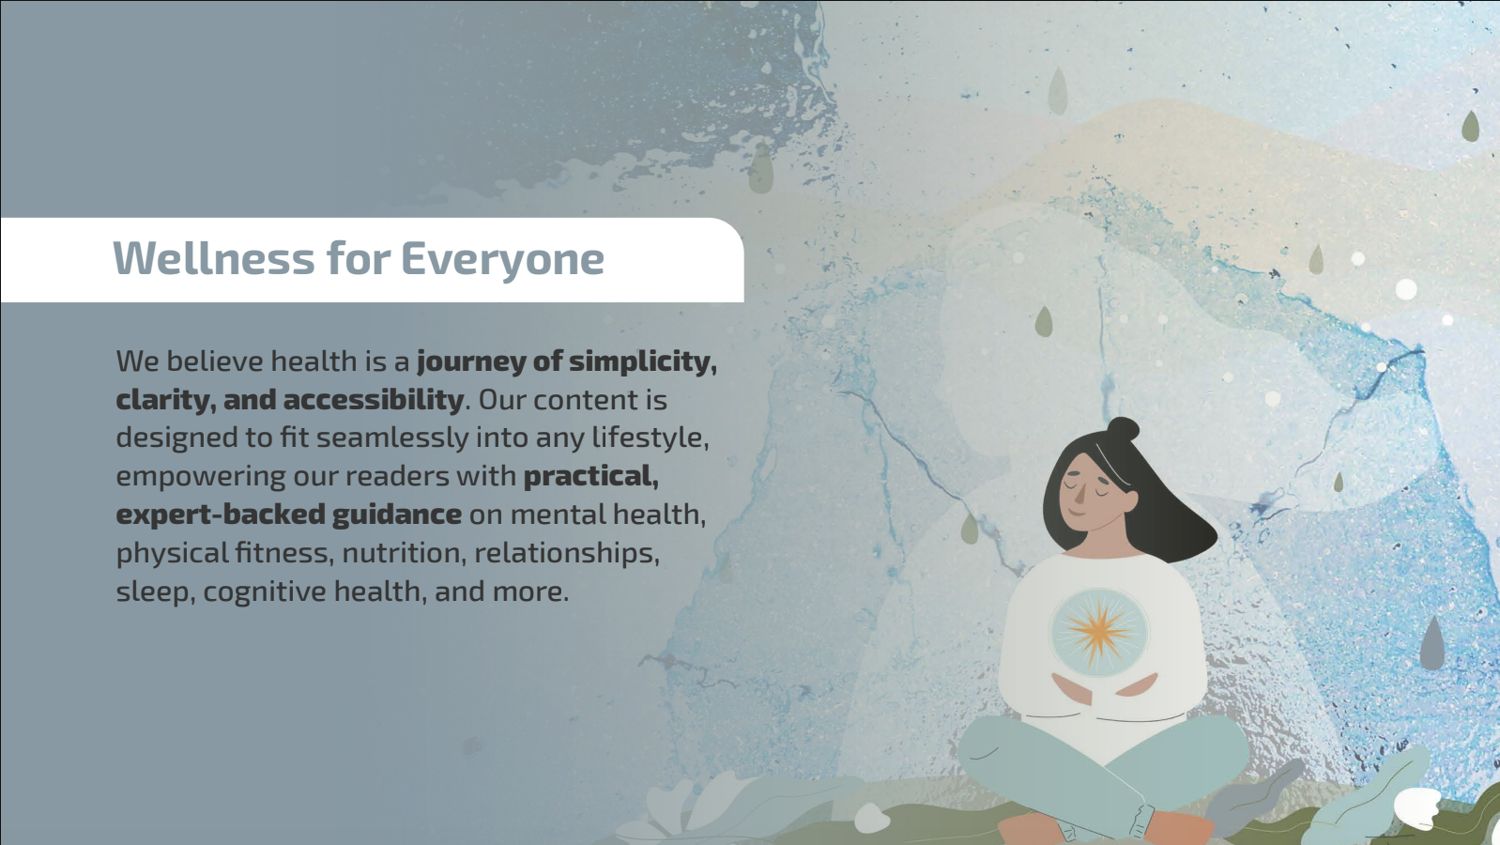 Wellness for Everyone
We believe health is a journey of simplicity,
clarity, and accessibility. Our content is
designed to fit seamlessly into any lifestyle,
empowering our readers with practical,
expert-backed guidance on mental health,
physical fitness, nutrition, relationships,
sleep, cognitive health, and more.